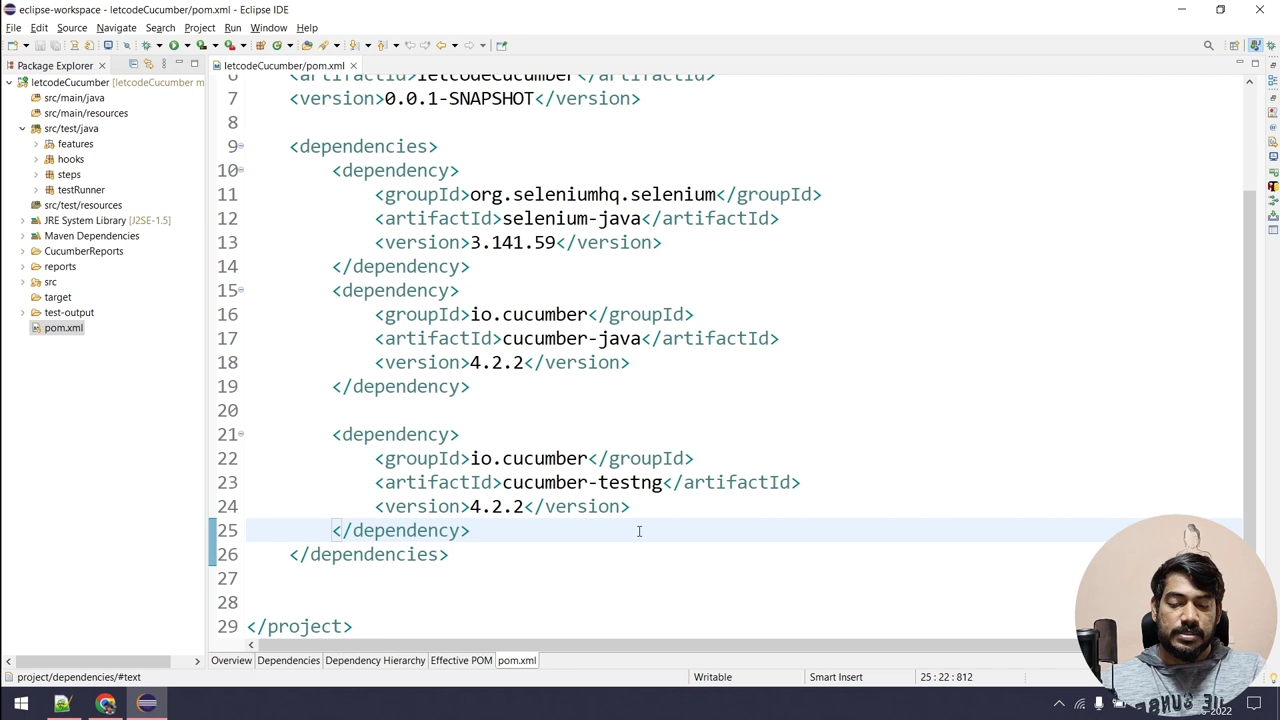 eclipse-workspace - letcodeCucumber/pom.xml - Eclipse IDE
File Edit Source Navigate Search Project Run Window Help
Package Explorer
letcodeCucumber/pom.xml
letcodeCucumber [letcodeCucumber m
src/main/java
src/main/resources
src/test/java
features
hooks
steps
testRunner
src/test/resources
JRE System Library [J2SE-1.5]
Maven Dependencies
CucumberReports
reports
src
target
test-output
pom.xml
6 <artifactId>letcodeCucumber</artifactId>
7 <version>0.0.1-SNAPSHOT</version>
8
9 <dependencies>
10 <dependency>
11 <groupId>org.seleniumhq.selenium</groupId>
12 <artifactId>selenium-java</artifactId>
13 <version>3.141.59</version>
14 </dependency>
15 <dependency>
16 <groupId>io.cucumber</groupId>
17 <artifactId>cucumber-java</artifactId>
18 <version>4.2.2</version>
19 </dependency>
20
21 <dependency>
22 <groupId>io.cucumber</groupId>
23 <artifactId>cucumber-testng</artifactId>
24 <version>4.2.2</version>
25 </dependency>
26 </dependencies>
27
28
29 </project>
Overview Dependencies Dependency Hierarchy Effective POM pom.xml
project/dependencies/#text
Writable
Smart Insert
25 : 22 : 812